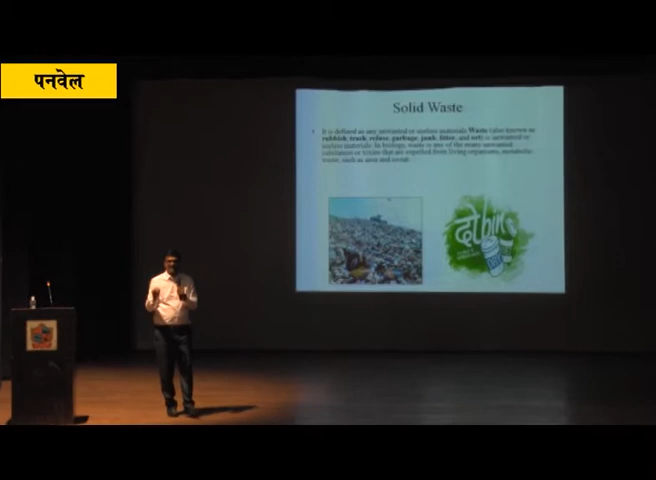 पनवेल
Solid Waste
It is defined as any unwanted or useless materials Waste (also known as
rubbish, trash, refuse, garbage, junk, litter, and ort) is unwanted or
useless materials. In biology, waste is any of the many unwanted
substances or toxins that are expelled from living organisms, metabolic
waste; such as urea and sweat.
दो bin